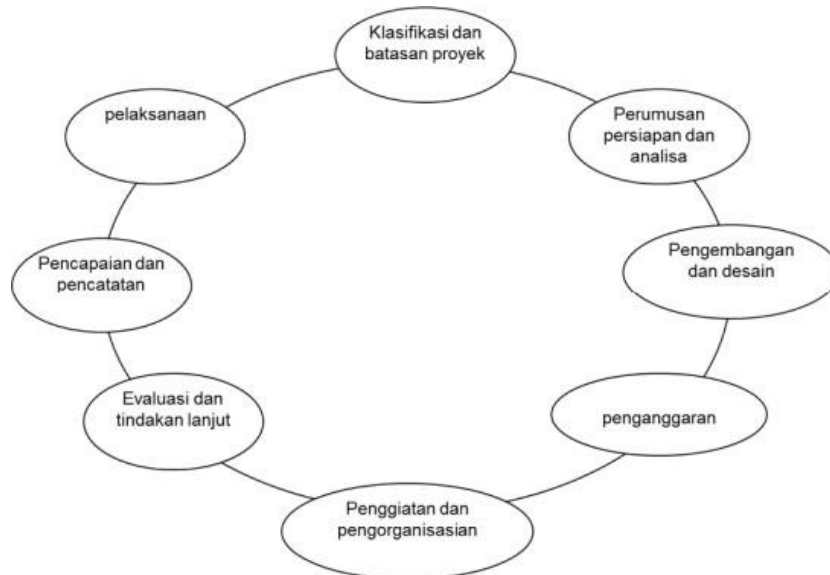 Klasifikasi dan
batasan proyek
Perumusan
persiapan dan
analisa
Pengembangan
dan desain
penganggaran
Penggiatan dan
pengorganisasian
Evaluasi dan
tindakan lanjut
Pencapaian dan
pencatatan
pelaksanaan